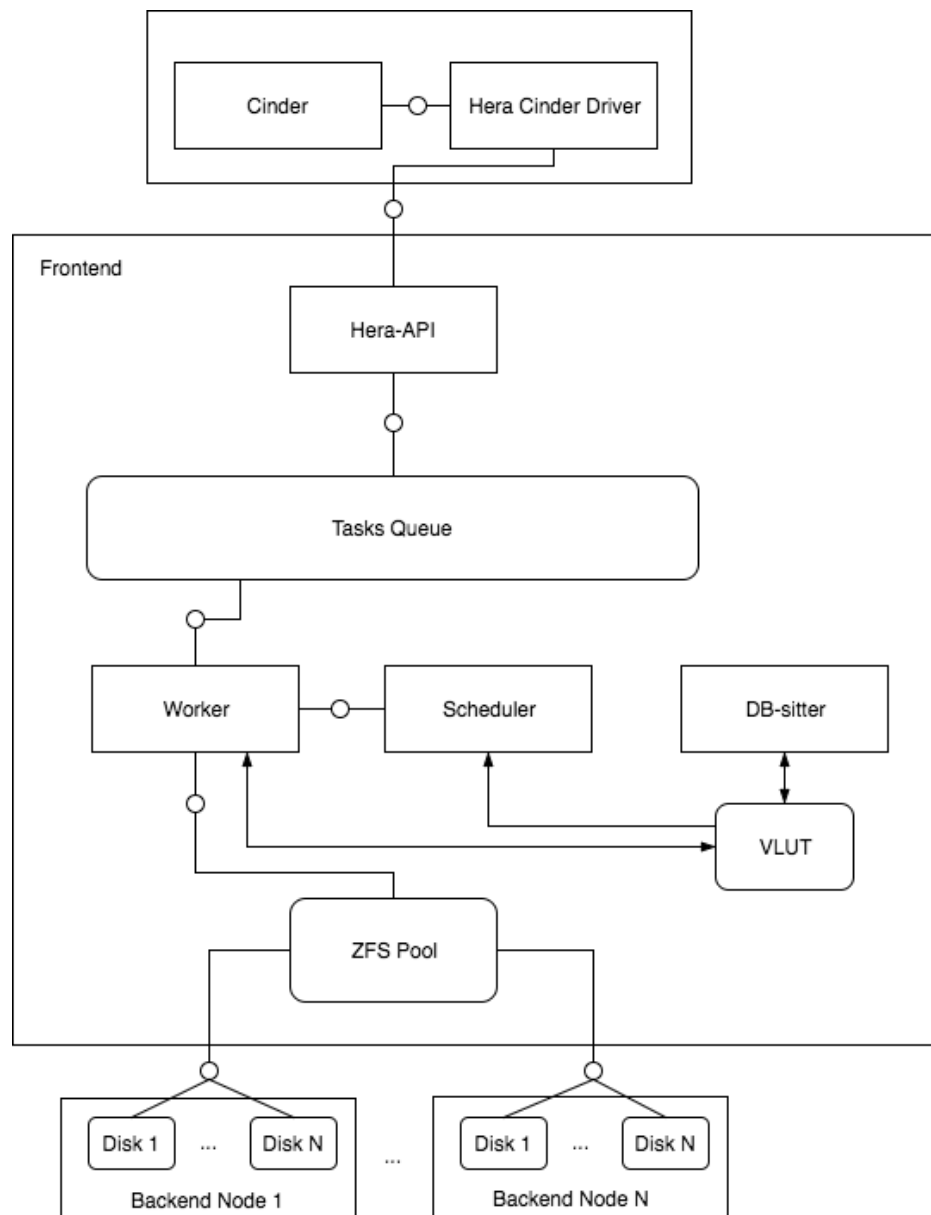 Cinder
Hera Cinder Driver
Frontend
Hera-API
Tasks Queue
Worker
Scheduler
DB-sitter
VLUT
ZFS Pool
Disk 1
...
Disk N
Backend Node 1
...
Disk 1
...
Disk N
Backend Node N